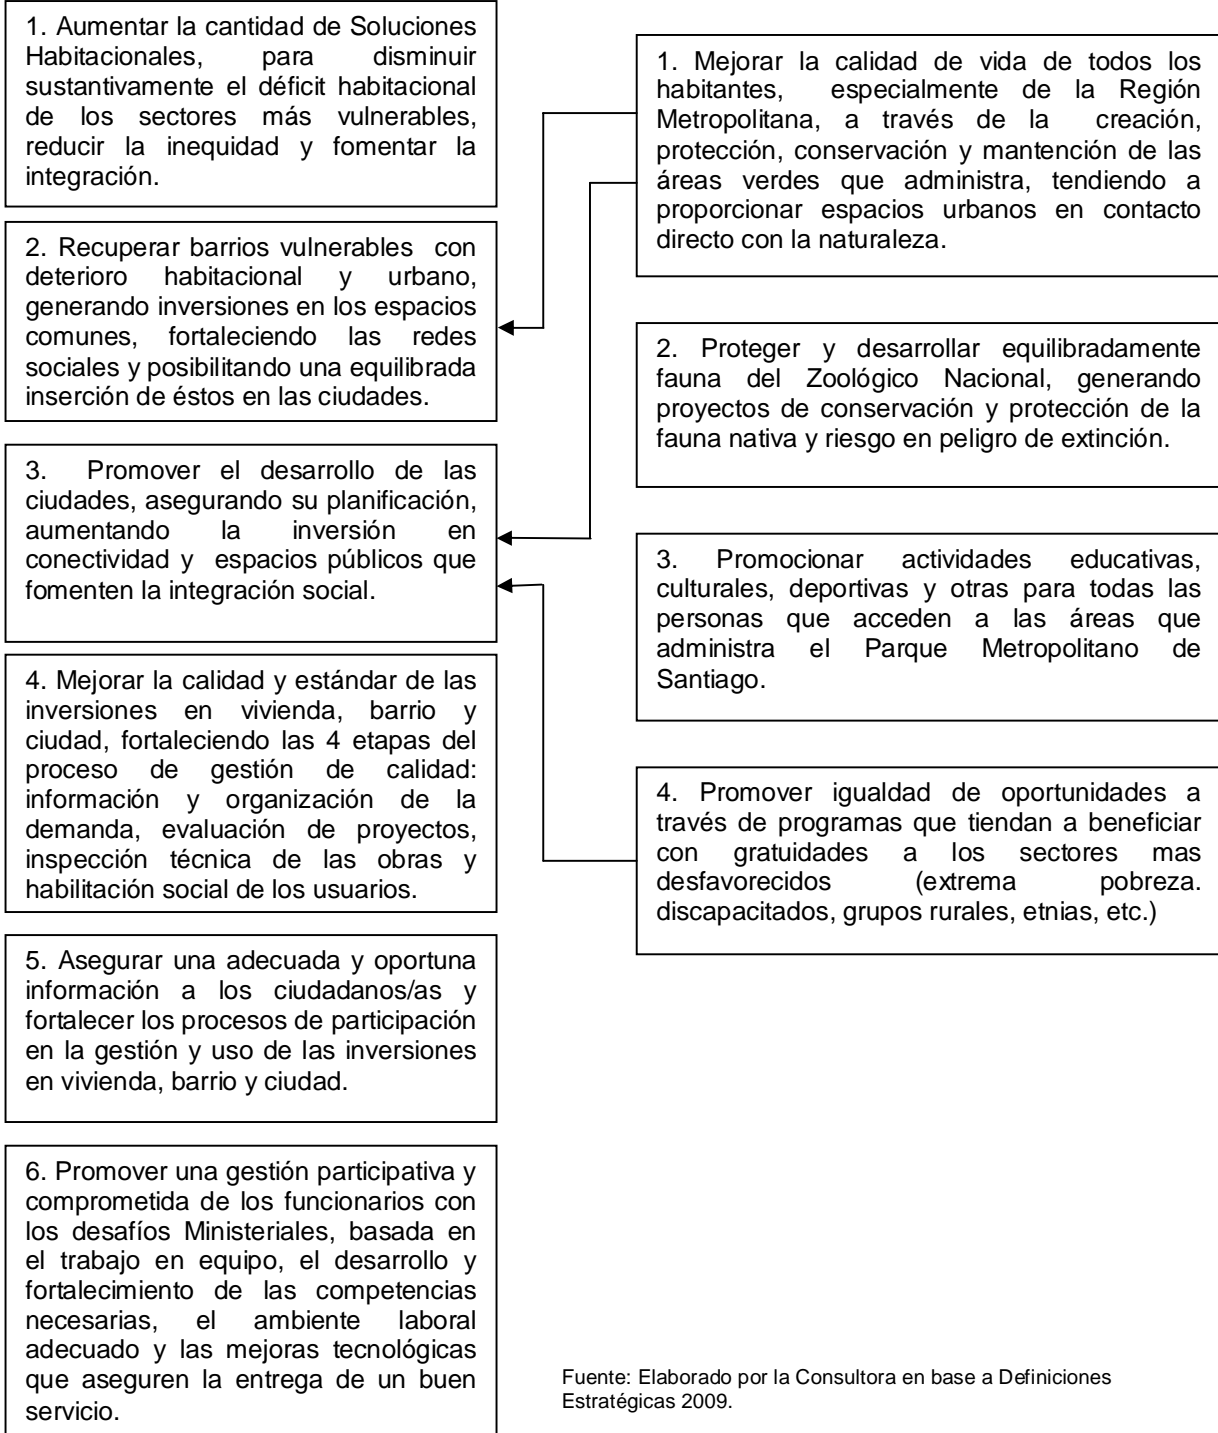 1. Aumentar la cantidad de Soluciones
Habitacionales, para disminuir
sustantivamente el déficit habitacional
de los sectores más vulnerables,
reducir la inequidad y fomentar la
integración.
2. Recuperar barrios vulnerables con
deterioro habitacional y urbano,
generando inversiones en los espacios
comunes, fortaleciendo las redes
sociales y posibilitando una equilibrada
inserción de éstos en las ciudades.
3. Promover el desarrollo de las
ciudades, asegurando su planificación,
aumentando la inversión en
conectividad y espacios públicos que
fomenten la integración social.
4. Mejorar la calidad y estándar de las
inversiones en vivienda, barrio y
ciudad, fortaleciendo las 4 etapas del
proceso de gestión de calidad:
información y organización de la
demanda, evaluación de proyectos,
inspección técnica de las obras y
habilitación social de los usuarios.
5. Asegurar una adecuada y oportuna
información a los ciudadanos/as y
fortalecer los procesos de participación
en la gestión y uso de las inversiones
en vivienda, barrio y ciudad.
6. Promover una gestión participativa y
comprometida de los funcionarios con
los desafíos Ministeriales, basada en
el trabajo en equipo, el desarrollo y
fortalecimiento de las competencias
necesarias, el ambiente laboral
adecuado y las mejoras tecnológicas
que aseguren la entrega de un buen
servicio.
1. Mejorar la calidad de vida de todos los
habitantes, especialmente de la Región
Metropolitana, a través de la creación,
protección, conservación y mantención de las
áreas verdes que administra, tendiendo a
proporcionar espacios urbanos en contacto
directo con la naturaleza.
2. Proteger y desarrollar equilibradamente
fauna del Zoológico Nacional, generando
proyectos de conservación y protección de la
fauna nativa y riesgo en peligro de extinción.
3. Promocionar actividades educativas,
culturales, deportivas y otras para todas las
personas que acceden a las áreas que
administra el Parque Metropolitano de
Santiago.
4. Promover igualdad de oportunidades a
través de programas que tiendan a beneficiar
con gratuidades a los sectores mas
desfavorecidos (extrema pobreza.
discapacitados, grupos rurales, etnias, etc.)
Fuente: Elaborado por la Consultora en base a Definiciones
Estratégicas 2009.